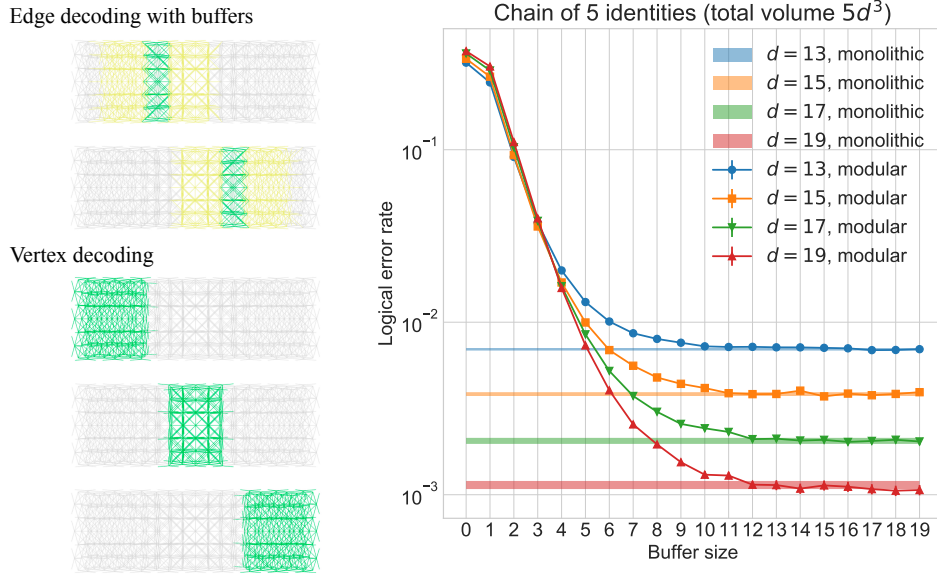 Edge decoding with buffers
Vertex decoding
Chain of 5 identities (total volume 5d³)
Logical error rate
10⁻¹
10⁻²
10⁻³
d = 13, monolithic
d = 15, monolithic
d = 17, monolithic
d = 19, monolithic
d = 13, modular
d = 15, modular
d = 17, modular
d = 19, modular
0 1 2 3 4 5 6 7 8 9 10 11 12 13 14 15 16 17 18 19
Buffer size